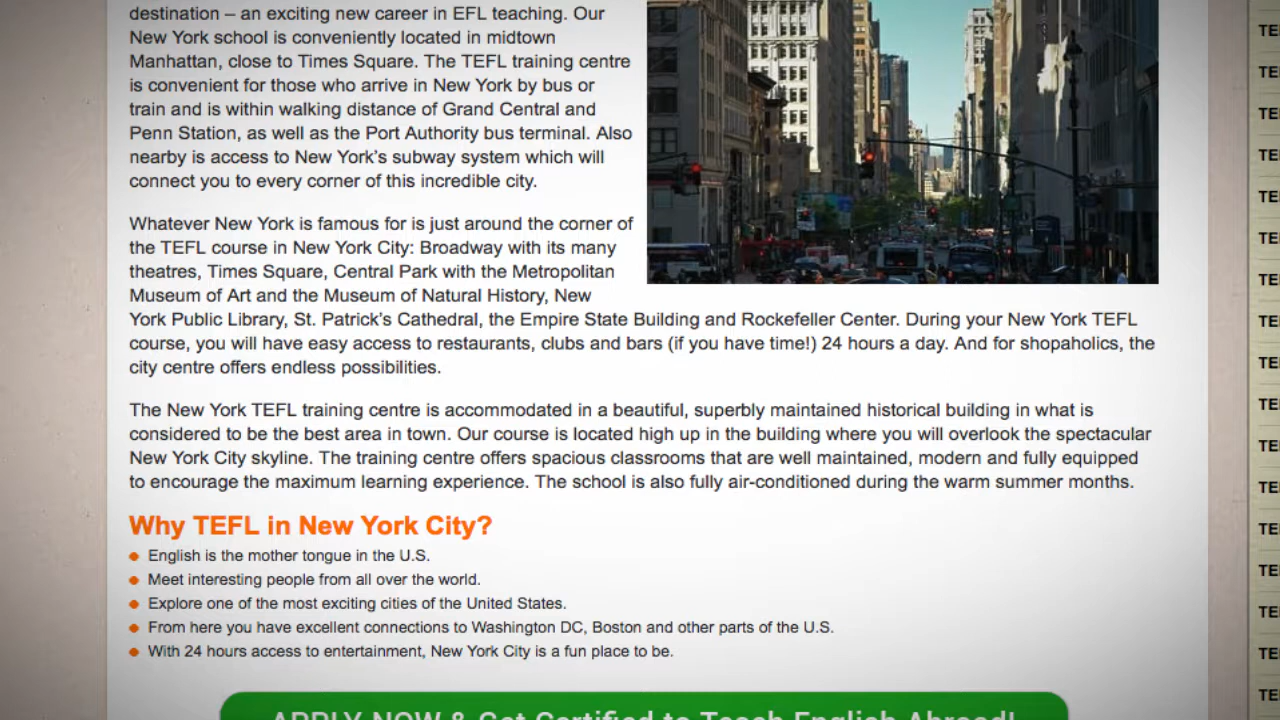 destination – an exciting new career in EFL teaching. Our
New York school is conveniently located in midtown
Manhattan, close to Times Square. The TEFL training centre
is convenient for those who arrive in New York by bus or
train and is within walking distance of Grand Central and
Penn Station, as well as the Port Authority bus terminal. Also
nearby is access to New York’s subway system which will
connect you to every corner of this incredible city.
Whatever New York is famous for is just around the corner of
the TEFL course in New York City: Broadway with its many
theatres, Times Square, Central Park with the Metropolitan
Museum of Art and the Museum of Natural History, New
York Public Library, St. Patrick’s Cathedral, the Empire State Building and Rockefeller Center. During your New York TEFL
course, you will have easy access to restaurants, clubs and bars (if you have time!) 24 hours a day. And for shopaholics, the
city centre offers endless possibilities.
The New York TEFL training centre is accommodated in a beautiful, superbly maintained historical building in what is
considered to be the best area in town. Our course is located high up in the building where you will overlook the spectacular
New York City skyline. The training centre offers spacious classrooms that are well maintained, modern and fully equipped
to encourage the maximum learning experience. The school is also fully air-conditioned during the warm summer months.
Why TEFL in New York City?
English is the mother tongue in the U.S.
Meet interesting people from all over the world.
Explore one of the most exciting cities of the United States.
From here you have excellent connections to Washington DC, Boston and other parts of the U.S.
With 24 hours access to entertainment, New York City is a fun place to be.
APPLY NOW & Get Certified to Teach English Abroad!